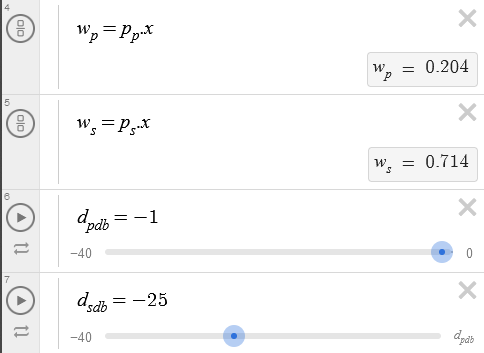 4
w_p = p_p.x
w_p = 0.204
5
w_s = p_s.x
w_s = 0.714
6
d_pdb = −1
−40 0
7
d_sdb = −25
−40 d_pdb